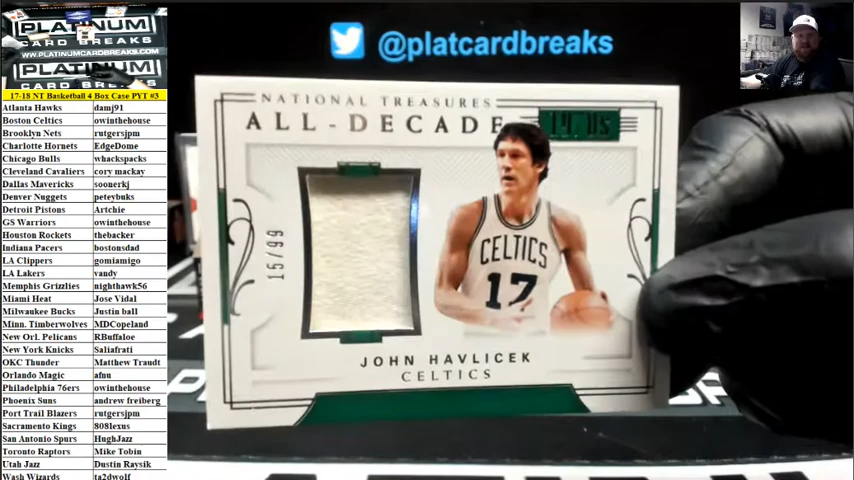 PLATINUM
CARD BREAKS
WWW.PLATINUMCARDBREAKS.COM
PLATINUM
CARD BREAKS
@platcardbreaks
17-18 NT Basketball 4 Box Case PYT #3
Atlanta Hawks damj91
Boston Celtics owinthehouse
Brooklyn Nets rutgersjpm
Charlotte Hornets EdgeDome
Chicago Bulls whackspacks
Cleveland Cavaliers cory mackay
Dallas Mavericks soonerkj
Denver Nuggets peteybuks
Detroit Pistons Artchie
GS Warriors owinthehouse
Houston Rockets thebacker
Indiana Pacers bostonsdad
LA Clippers gomiamigo
LA Lakers vandy
Memphis Grizzlies nighthawk56
Miami Heat Jose Vidal
Milwaukee Bucks Justin ball
Minn. Timberwolves MDCopeland
New Orl. Pelicans RBuffaloe
New York Knicks Saliafrati
OKC Thunder Matthew Traudt
Orlando Magic afnu
Philadelphia 76ers owinthehouse
Phoenix Suns andrew freiberg
Port Trail Blazers rutgersjpm
Sacramento Kings 808lexus
San Antonio Spurs HughJazz
Toronto Raptors Mike Tobin
Utah Jazz Dustin Raysik
Wash Wizards ta2dwolf
NATIONAL TREASURES
ALL-DECADE
15/99
CELTICS
17
JOHN HAVLICEK
CELTICS